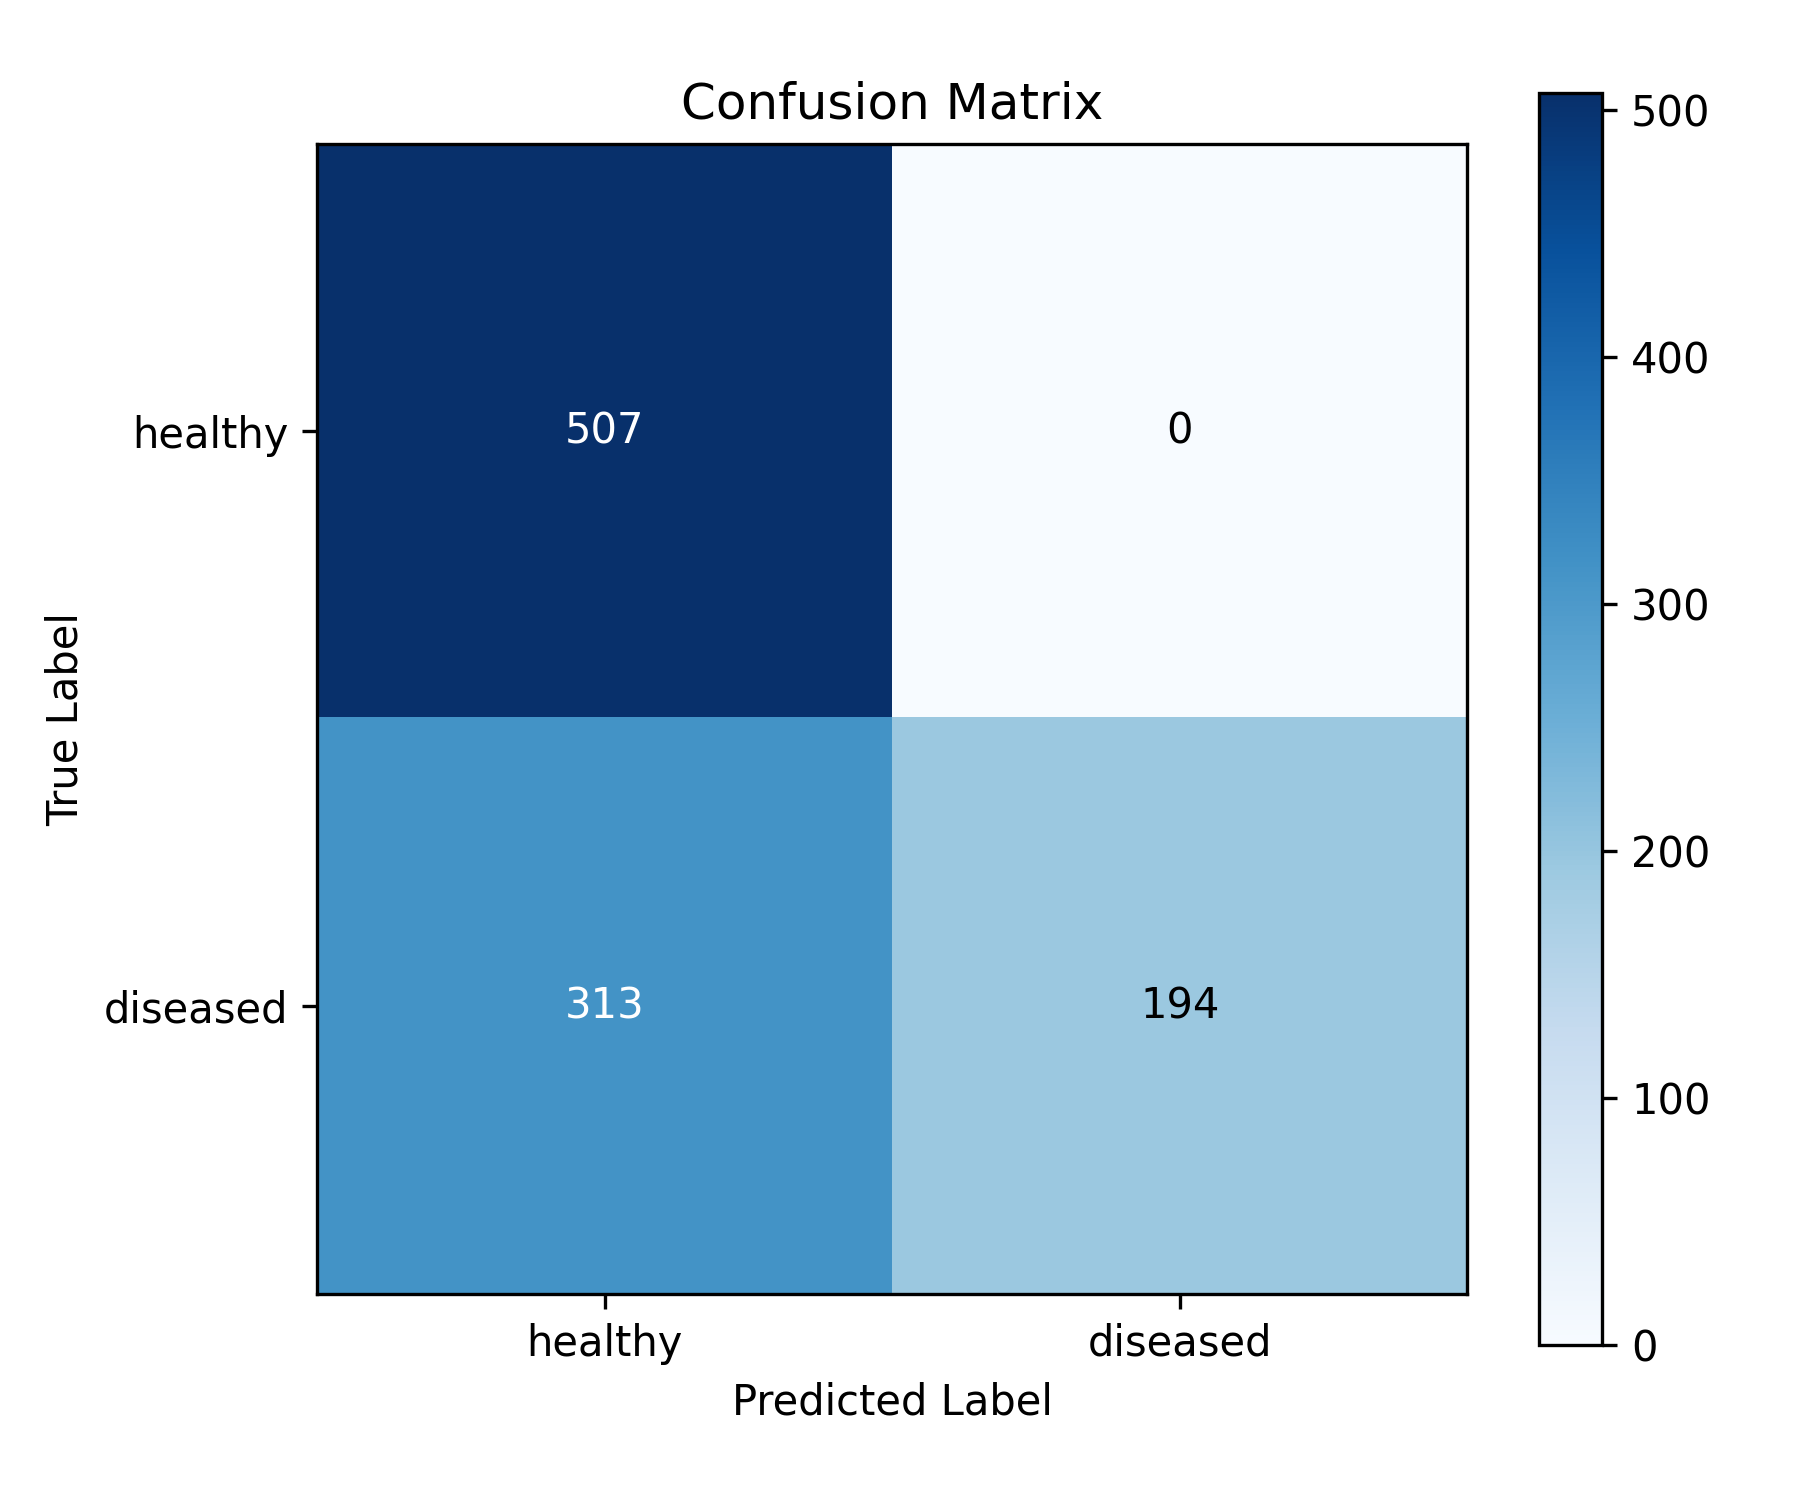 Confusion Matrix
500
400
300
200
100
0
True Label
healthy
507
0
diseased
313
194
healthy
diseased
Predicted Label